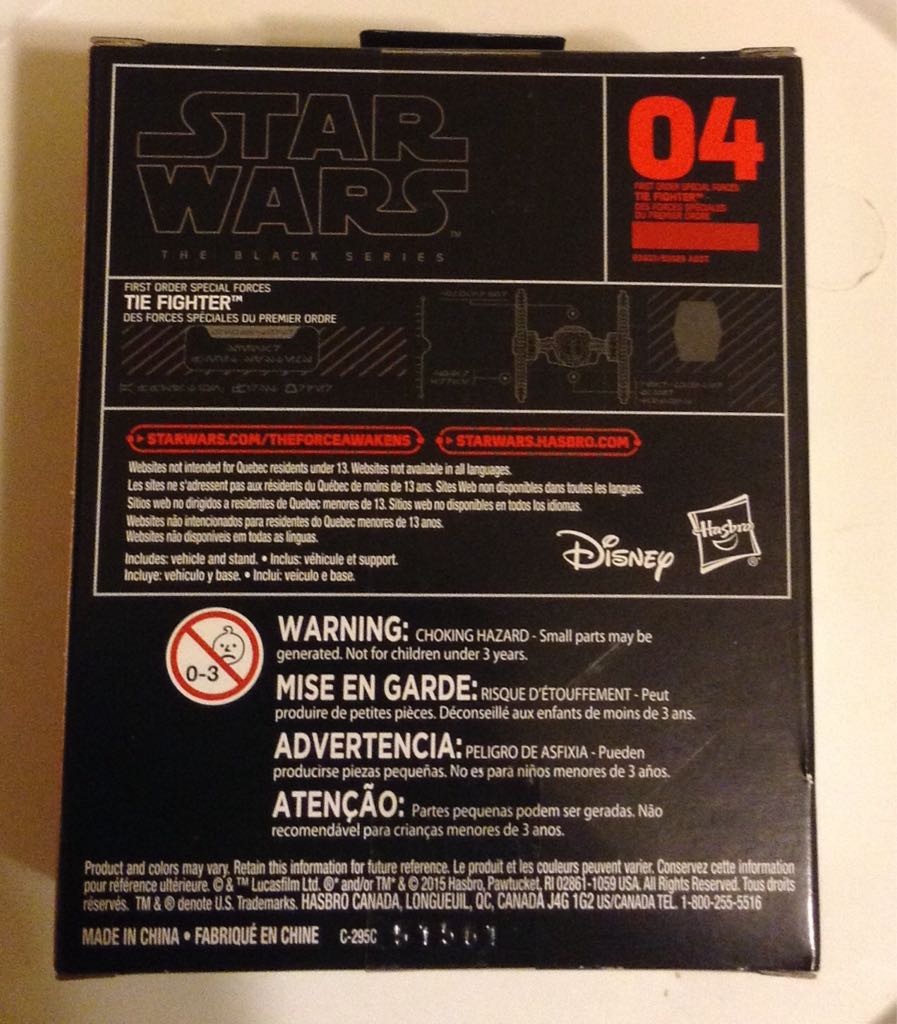 STAR
WARS™
THE BLACK SERIES
04
FIRST ORDER SPECIAL FORCES
TIE FIGHTER™
DES FORCES SPÉCIALES
DU PREMIER ORDRE
FIRST ORDER SPECIAL FORCES
TIE FIGHTER™
DES FORCES SPÉCIALES DU PREMIER ORDRE
STARWARS.COM/THEFORCEAWAKENS
STARWARS.HASBRO.COM
Websites not intended for Quebec residents under 13. Websites not available in all languages.
Les sites ne s'adressent pas aux résidents du Québec de moins de 13 ans. Sites Web non disponibles dans toutes les langues.
Sitios web no dirigidos a residentes de Quebec menores de 13. Sitios web no disponibles en todos los idiomas.
Websites não intencionados para residentes do Quebec menores de 13 anos.
Websites não disponíveis em todas as línguas.
Includes: vehicle and stand. • Inclus: véhicule et support.
Incluye: vehículo y base. • Inclui: veículo e base.
Disney
Hasbro®
0-3
WARNING: CHOKING HAZARD - Small parts may be
generated. Not for children under 3 years.
MISE EN GARDE: RISQUE D'ÉTOUFFEMENT - Peut
produire de petites pièces. Déconseillé aux enfants de moins de 3 ans.
ADVERTENCIA: PELIGRO DE ASFIXIA - Pueden
producirse piezas pequeñas. No es para niños menores de 3 años.
ATENÇÃO: Partes pequenas podem ser geradas. Não
recomendável para crianças menores de 3 anos.
Product and colors may vary. Retain this information for future reference. Le produit et les couleurs peuvent varier. Conservez cette information
pour référence ultérieure. © & ™ Lucasfilm Ltd. ®* and/or TM* & © 2015 Hasbro, Pawtucket, RI 02861-1059 USA. All Rights Reserved. Tous droits
réservés. TM & ® denote U.S. Trademarks. HASBRO CANADA, LONGUEUIL, QC, CANADA J4G 1G2 US/CANADA TEL. 1-800-255-5516
MADE IN CHINA • FABRIQUÉ EN CHINE C-295C